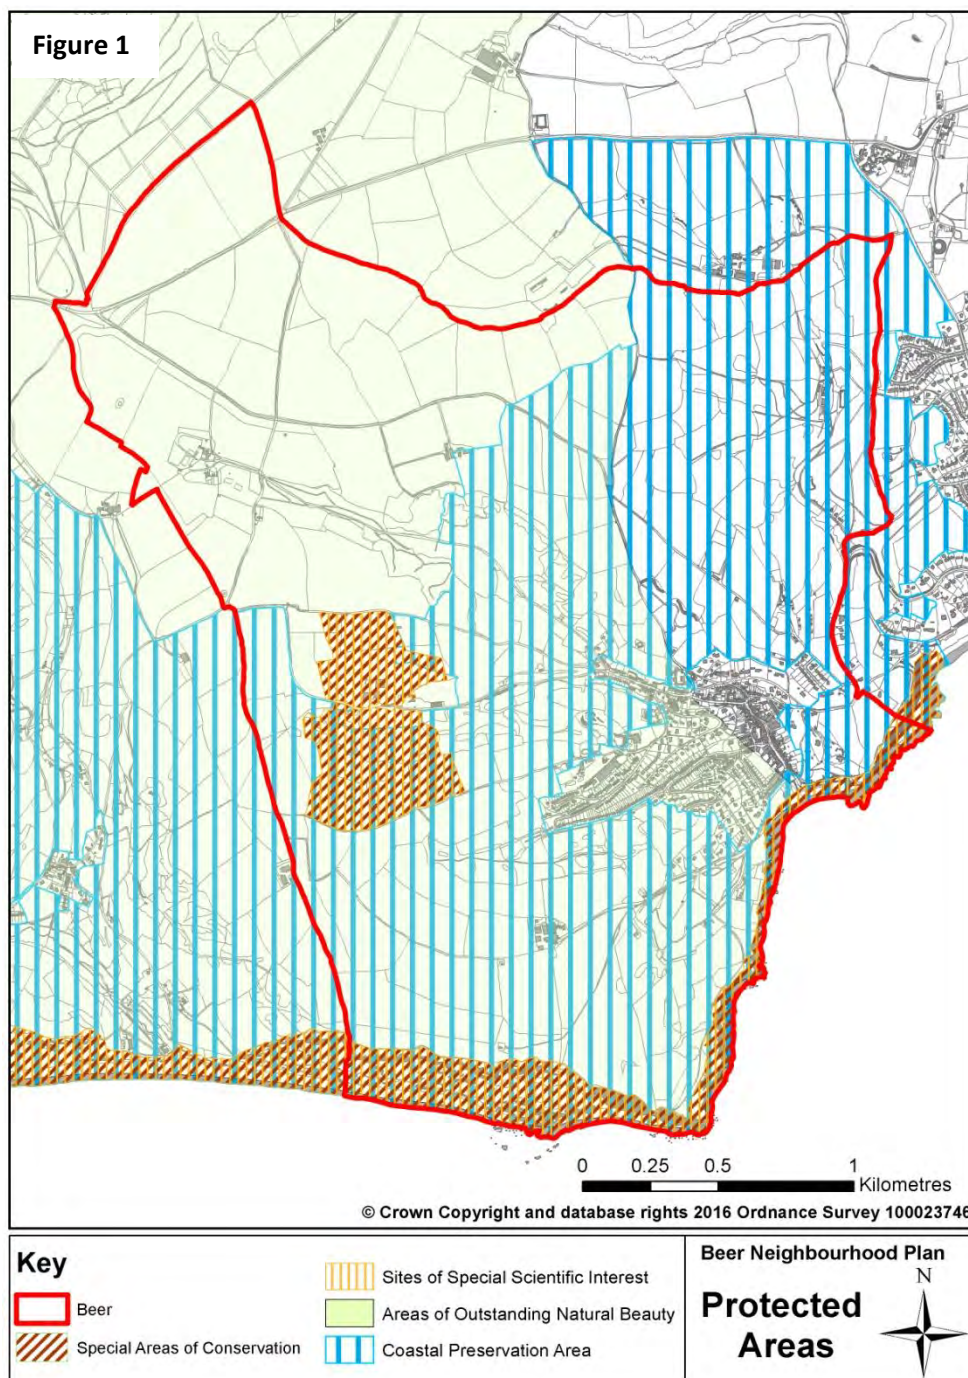 Figure 1
0 0.25 0.5 1
Kilometres
© Crown Copyright and database rights 2016 Ordnance Survey 100023746
Key
Beer
Special Areas of Conservation
Sites of Special Scientific Interest
Areas of Outstanding Natural Beauty
Coastal Preservation Area
Beer Neighbourhood Plan
Protected
Areas
N